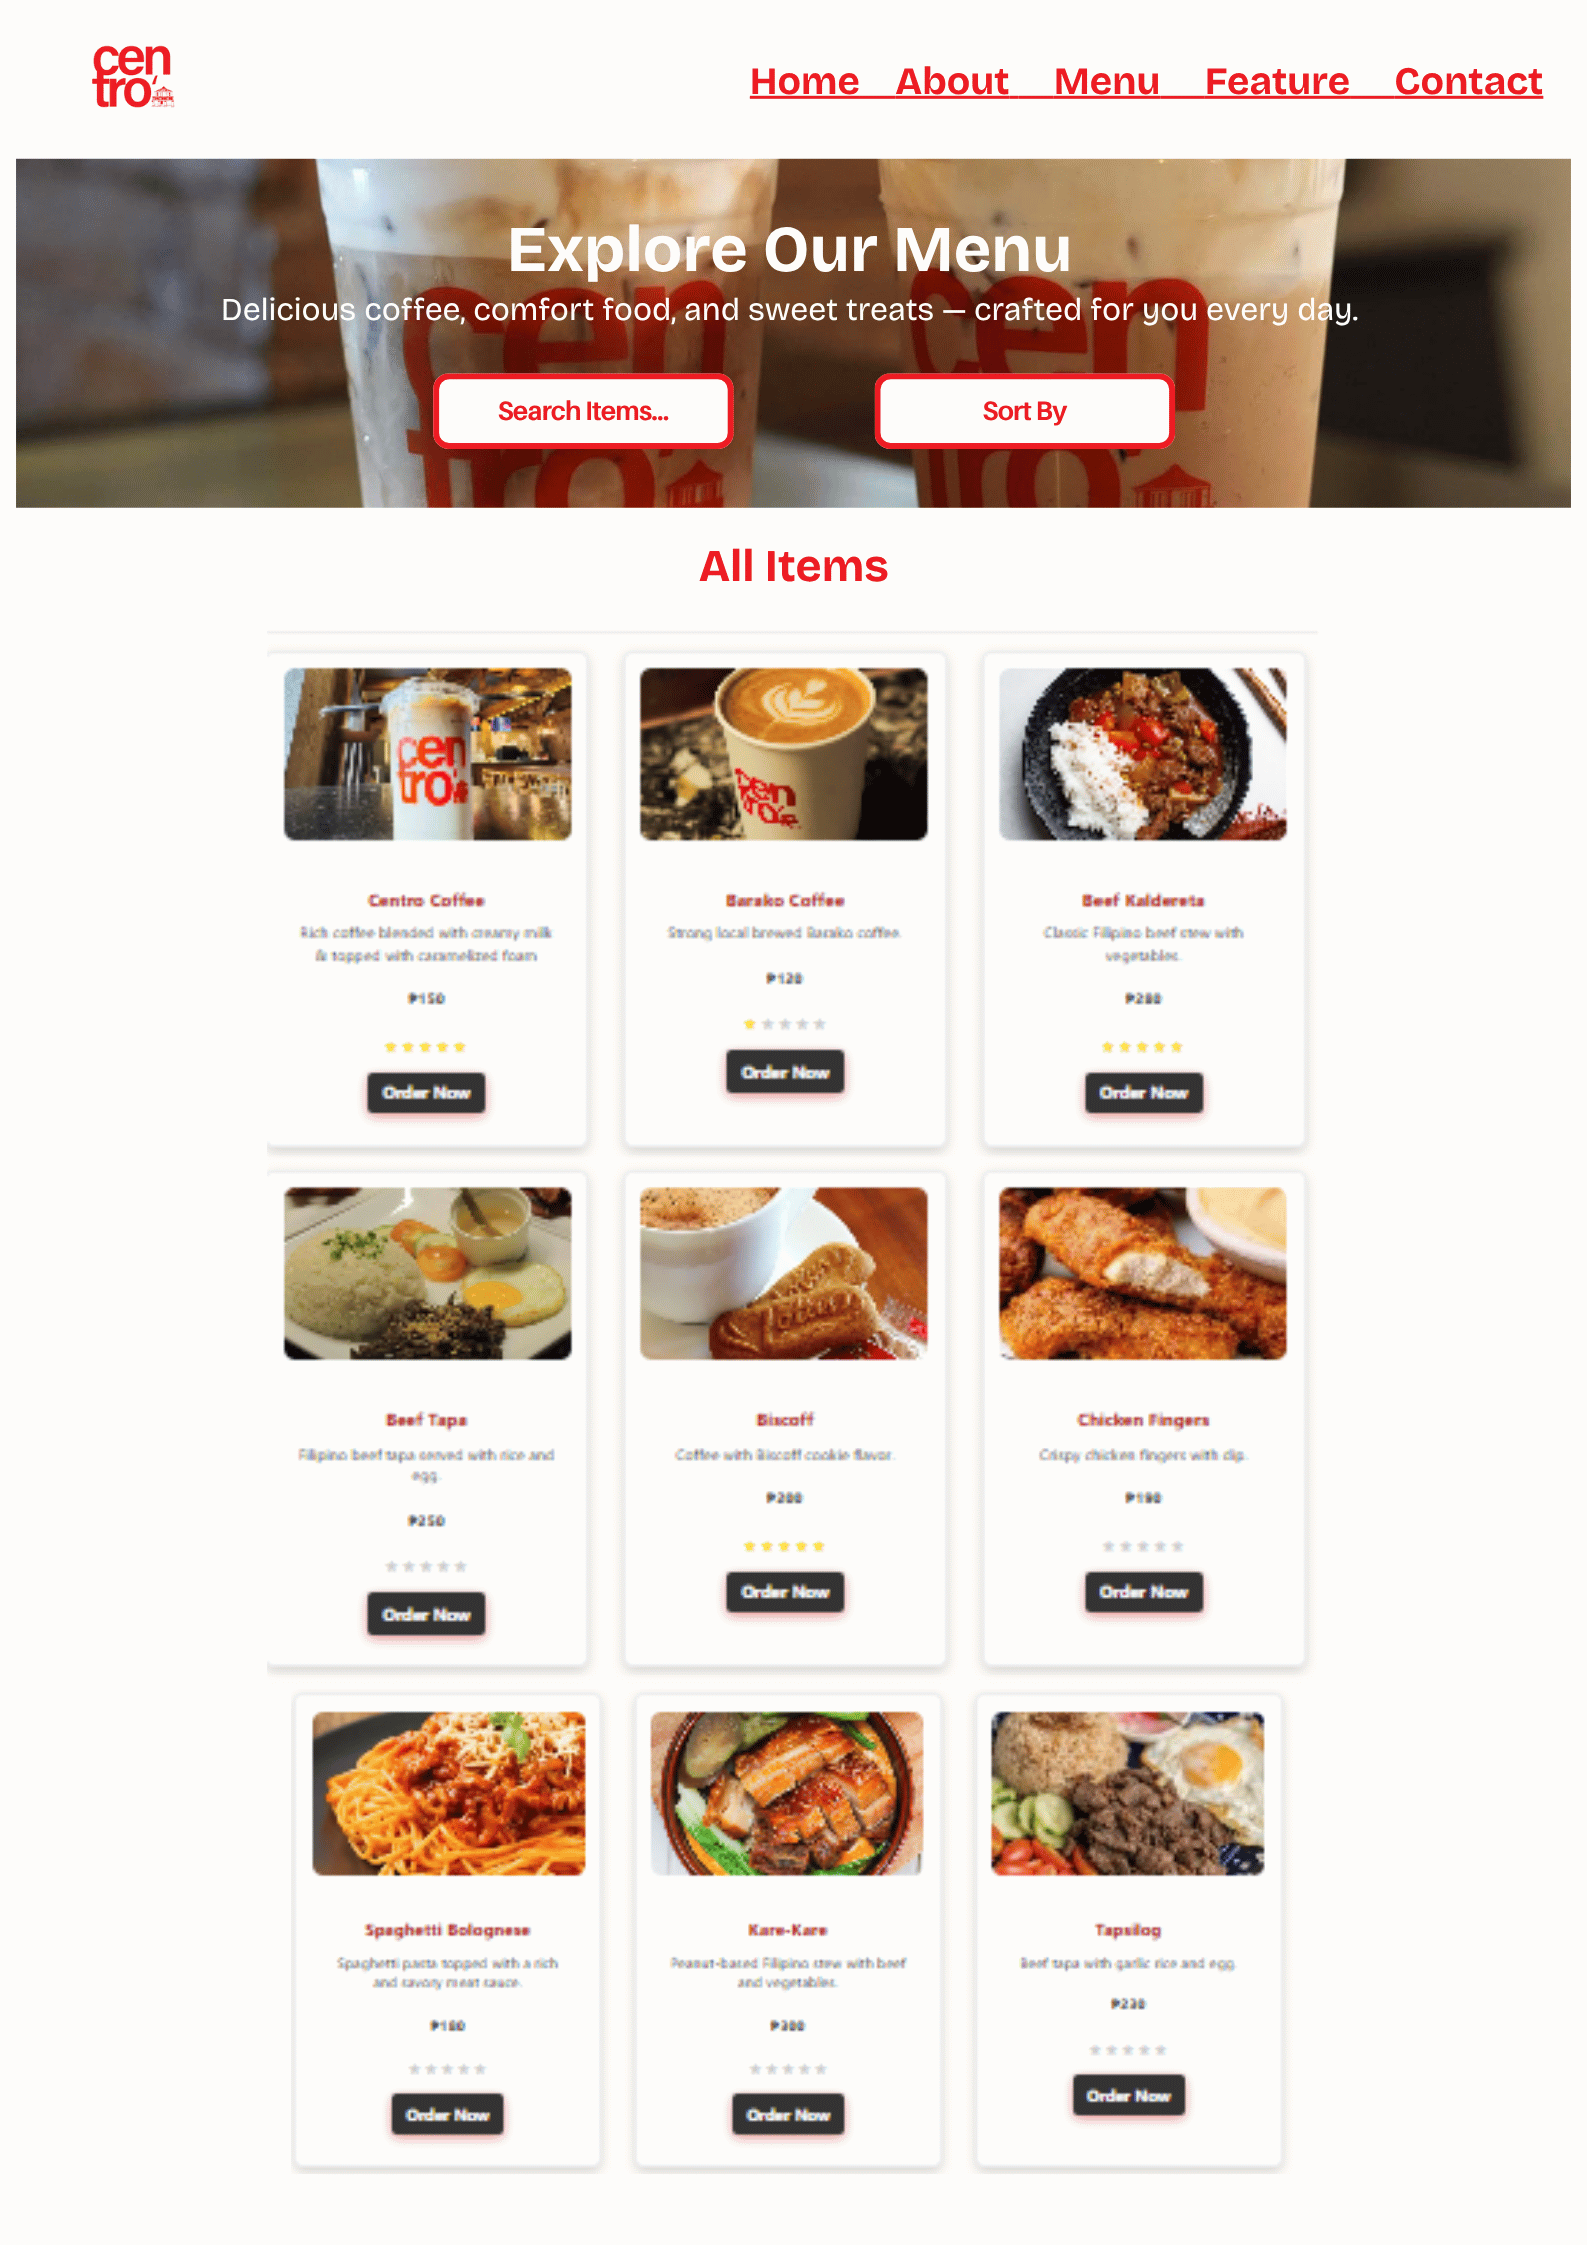 cen
tro'
Home About Menu Feature Contact
Explore Our Menu
Delicious coffee, comfort food, and sweet treats — crafted for you every day.
Search Items...
Sort By
All Items
cen
tro'
cen
tro'
Centro Coffee
Rich coffee blended with creamy milk
& topped with caramelized foam
₱150
Order Now
Barako Coffee
Strong local brewed Barako coffee.
₱120
Order Now
Beef Kaldereta
Classic Filipino beef stew with
vegetables.
₱280
Order Now
Beef Tapa
Filipino beef tapa served with rice and
egg.
₱250
Order Now
Biscoff
Coffee with Biscoff cookie flavor.
₱200
Order Now
Chicken Fingers
Crispy chicken fingers with dip.
₱190
Order Now
Spaghetti Bolognese
Spaghetti pasta topped with a rich
and savory meat sauce.
₱180
Order Now
Kare-Kare
Peanut-based Filipino stew with beef
and vegetables.
₱300
Order Now
Tapsilog
Beef tapa with garlic rice and egg.
₱230
Order Now